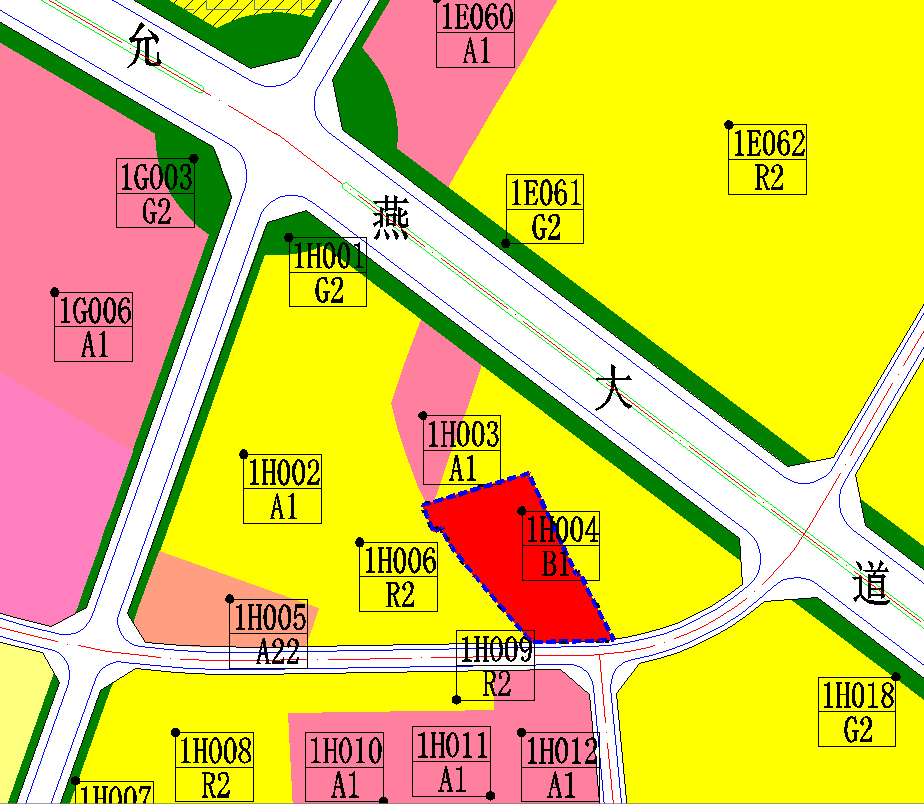 1E060
A1
允
1E062
R2
1G003
G2
1E061
G2
燕
1H001
G2
1G006
A1
大
1H003
A1
1H002
A1
1H004
B1
1H006
R2
道
1H005
A22
1H009
R2
1H018
G2
1H008
R2
1H010
A1
1H011
A1
1H012
A1
1H007